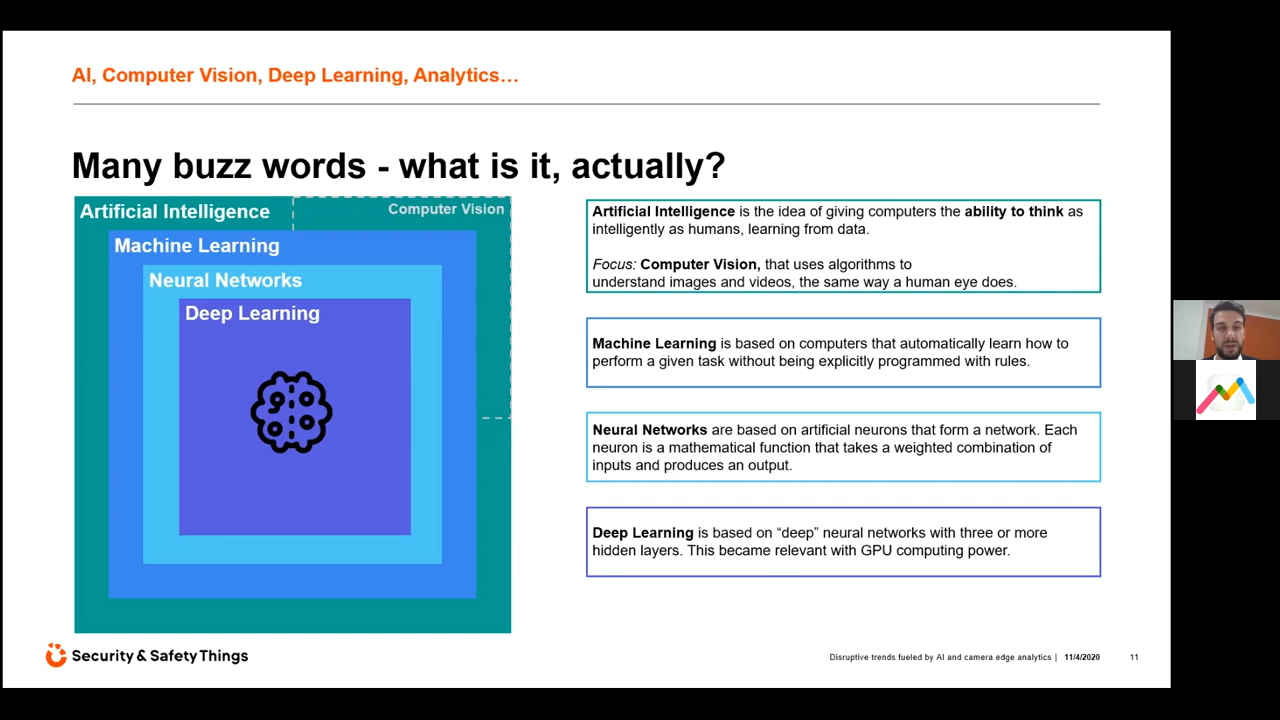 AI, Computer Vision, Deep Learning, Analytics…
Many buzz words - what is it, actually?
Artificial Intelligence
Computer Vision
Machine Learning
Neural Networks
Deep Learning
Artificial Intelligence is the idea of giving computers the ability to think as
intelligently as humans, learning from data.
Focus: Computer Vision, that uses algorithms to
understand images and videos, the same way a human eye does.
Machine Learning is based on computers that automatically learn how to
perform a given task without being explicitly programmed with rules.
Neural Networks are based on artificial neurons that form a network. Each
neuron is a mathematical function that takes a weighted combination of
inputs and produces an output.
Deep Learning is based on “deep” neural networks with three or more
hidden layers. This became relevant with GPU computing power.
Security & Safety Things
Disruptive trends fueled by AI and camera edge analytics | 11/4/2020 11